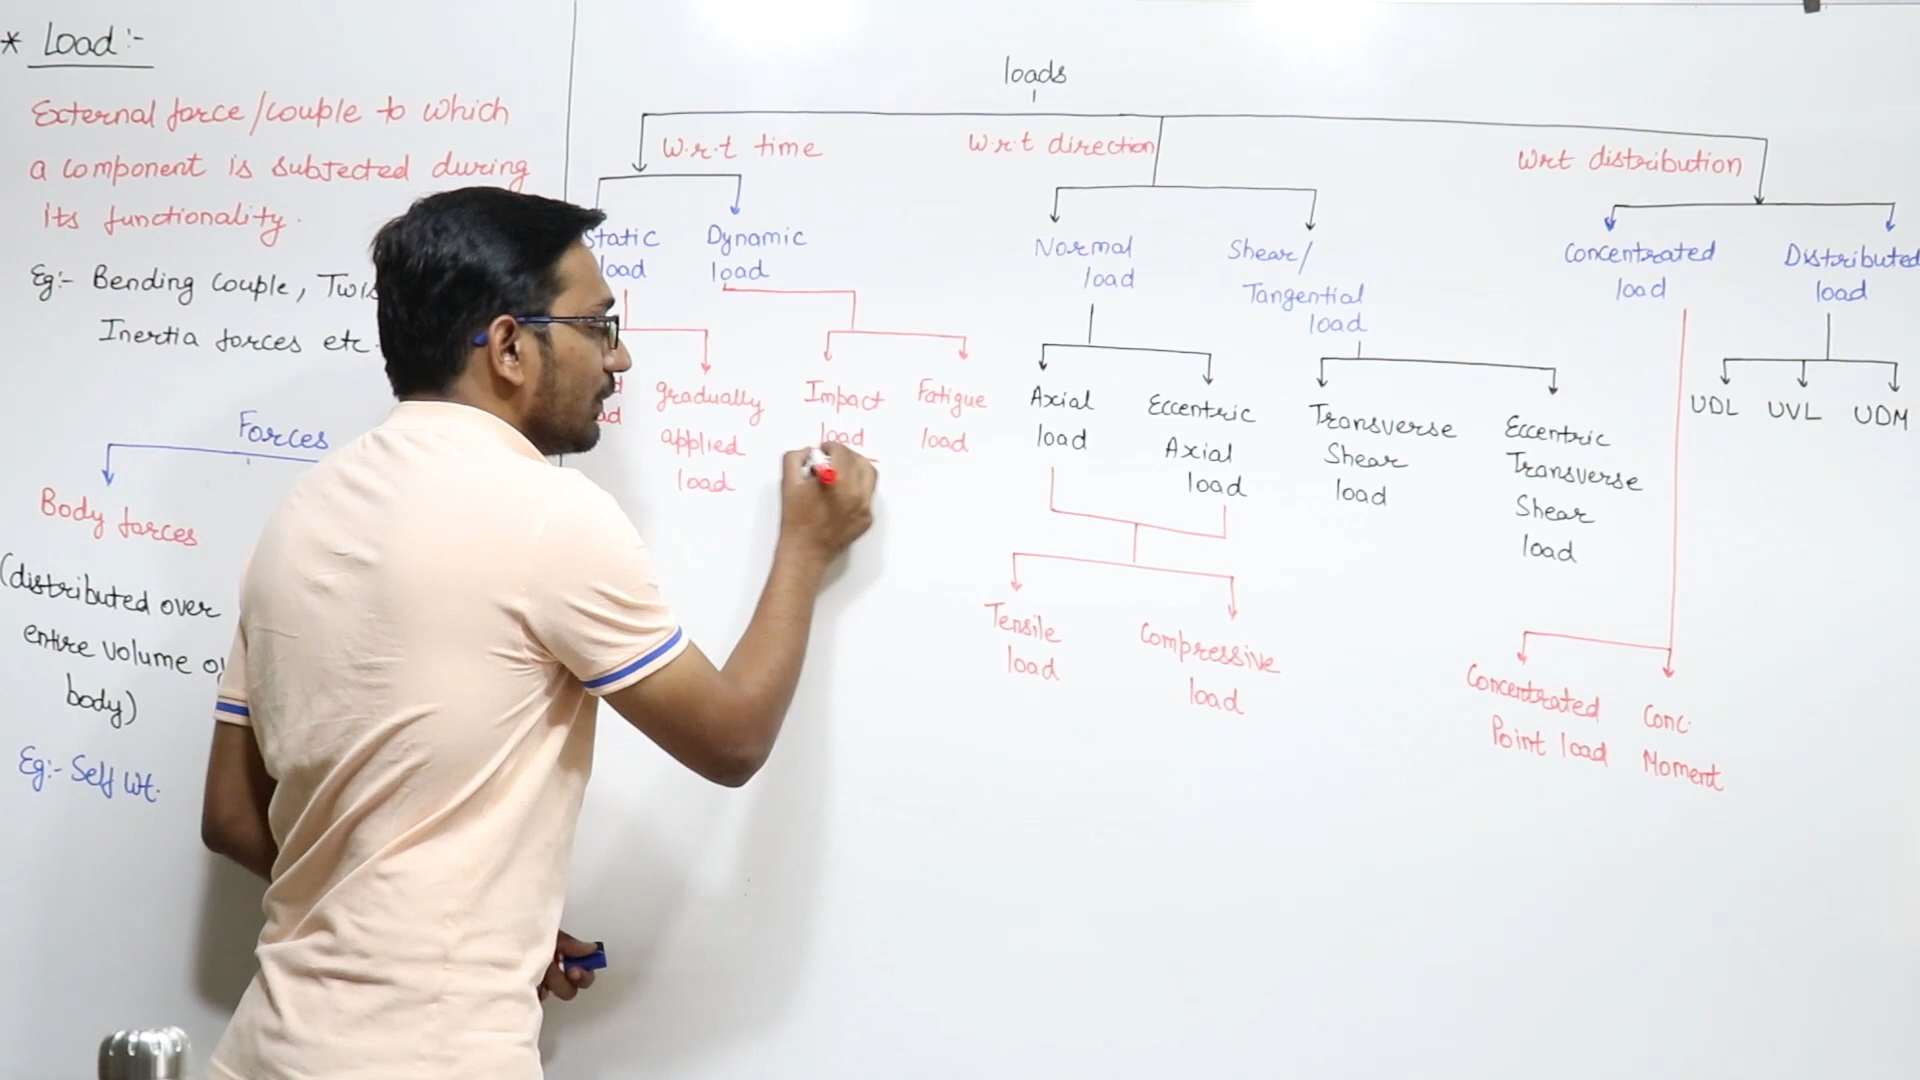 * Load :-
External force/couple to which
a component is subjected during
its functionality.
Eg:- Bending couple,
Inertia forces etc.
Forces
Body forces
(distributed over
entire volume
body)
Eg:- Self Wt.
loads
W.r.t time
W.r.t direction
Wrt distribution
Static
load
Dynamic
load
Normal
load
Shear/
Tangential
load
Concentrated
load
Distributed
load
gradually
applied
load
Impact
load
Fatigue
load
Axial
load
Eccentric
Axial
load
Transverse
Shear
load
Eccentric
Transverse
Shear
load
UDL UVL UDM
Tensile
load
Compressive
load
Concentrated
Point load
Conc.
Moment